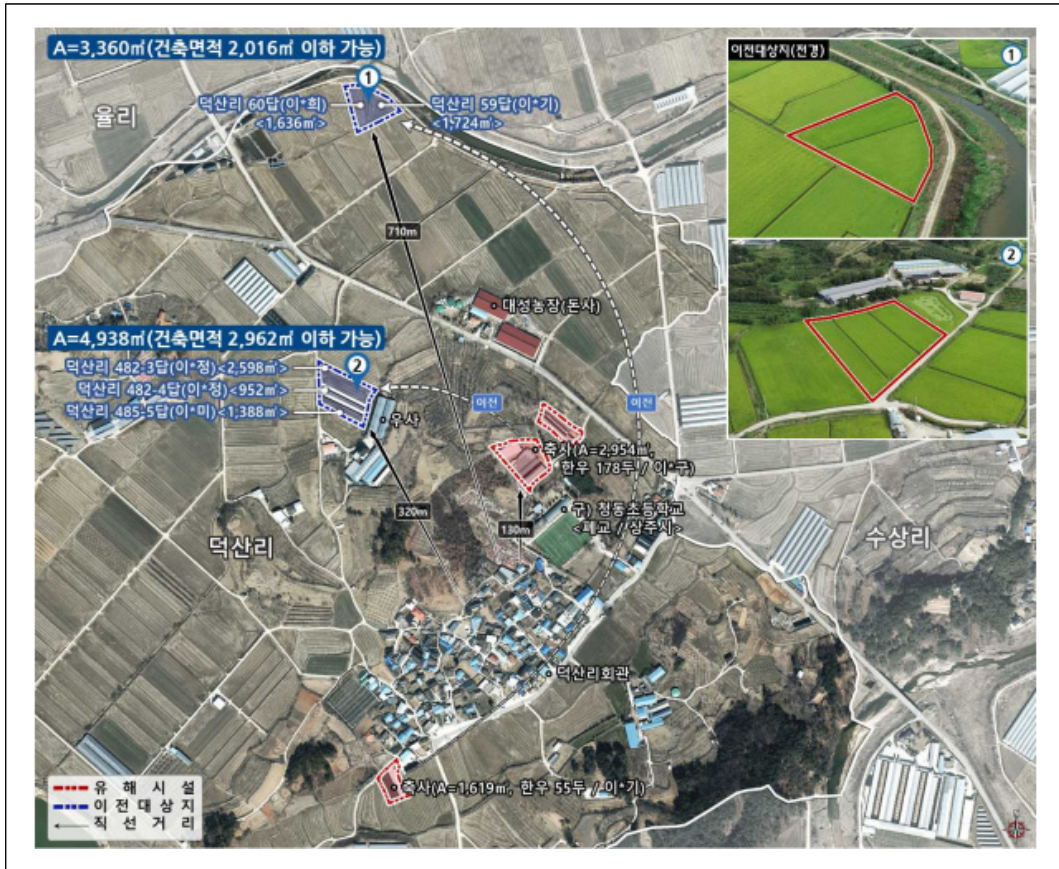 A=3,360㎡(건축면적 2,016㎡ 이하 가능)
1
덕산리 60답(이*희)
<1,636㎡>
덕산리 59답(이*기)
<1,724㎡>
율리
이전대상지(전경)
1
2
710m
대성농장(돈사)
A=4,938㎡(건축면적 2,962㎡ 이하 가능)
덕산리 482-3답(이*정)<2,598㎡>
덕산리 482-4답(이*정)<952㎡>
덕산리 485-5답(이*미)<1,388㎡>
2
우사
이전
이전
축사(A=2,954㎡,
한우 178두 / 이*구)
구) 청동초등학교
<폐교 / 상주시>
320m
130m
덕산리
수상리
덕산리회관
축사(A=1,619㎡, 한우 55두 / 이*기)
유해시설
이전대상지
직선거리